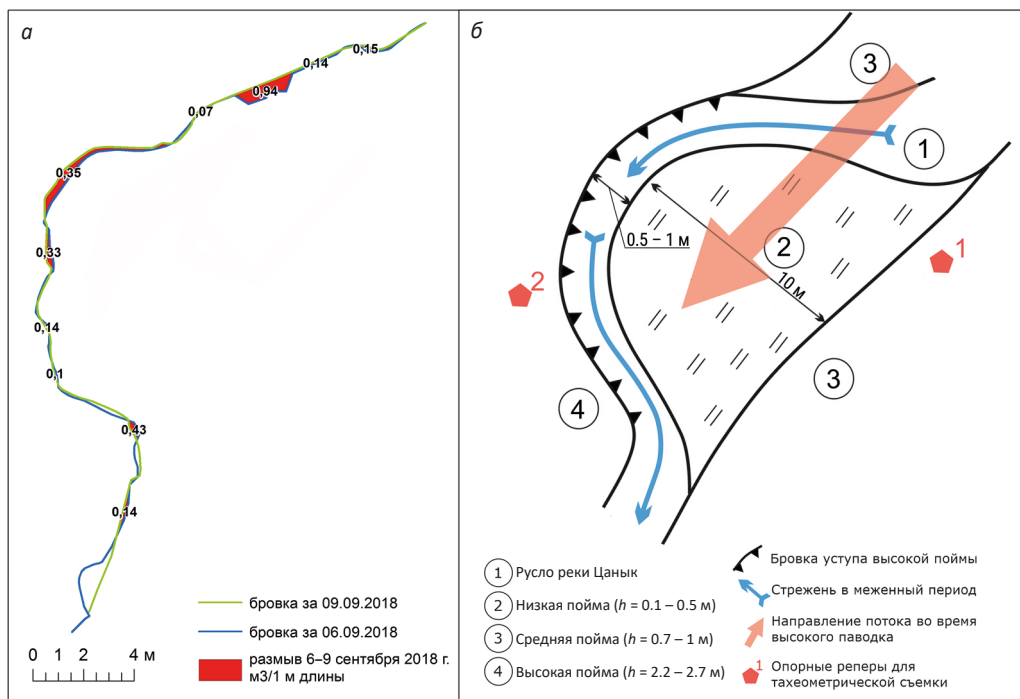 а
0,15
0,14
0,94
0,07
0,35
0,33
0,14
0,1
0,43
0,14
бровка за 09.09.2018
бровка за 06.09.2018
размыв 6–9 сентября 2018 г.
м3/1 м длины
0 1 2 4 м
б
3
1
0.5 – 1 м
2
10 м
1
2
3
4
1 Русло реки Цанык
2 Низкая пойма (h = 0.1 – 0.5 м)
3 Средняя пойма (h = 0.7 – 1 м)
4 Высокая пойма (h = 2.2 – 2.7 м)
Бровка уступа высокой поймы
Стрежень в меженный период
Направление потока во время
высокого паводка
1 Опорные реперы для
тахеометрической съемки